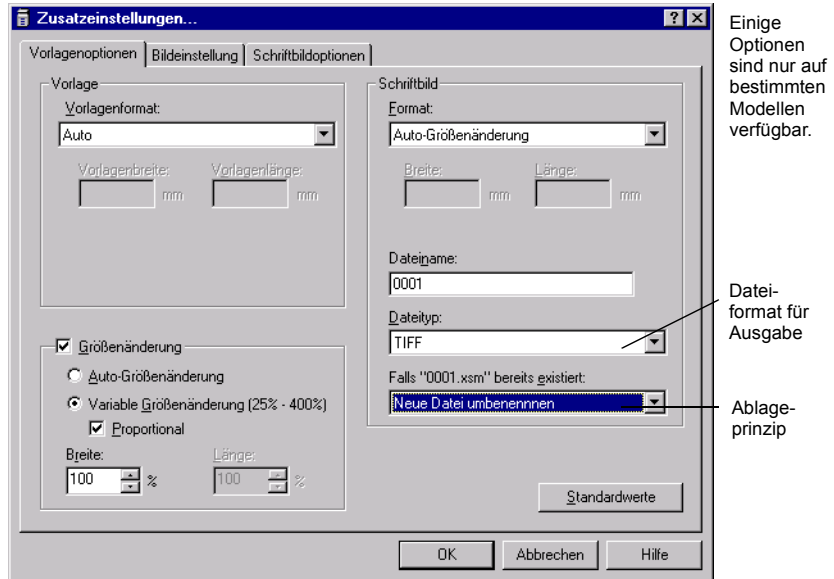 Zusatzeinstellungen...
Vorlagenoptionen
Bildeinstellung
Schriftbildoptionen
Vorlage
Vorlagenformat:
Auto
Vorlagenbreite:
Vorlagenlänge:
mm
mm
Größenänderung
Auto-Größenänderung
Variable Größenänderung (25% - 400%)
Proportional
Breite:
Länge:
100 %
100 %
Schriftbild
Format:
Auto-Größenänderung
Breite:
Länge:
mm
mm
Dateiname:
0001
Dateityp:
TIFF
Falls "0001.xsm" bereits existiert:
Neue Datei umbenennnen
Standardwerte
OK
Abbrechen
Hilfe
Einige
Optionen
sind nur auf
bestimmten
Modellen
verfügbar.
Datei-
format für
Ausgabe
Ablage-
prinzip